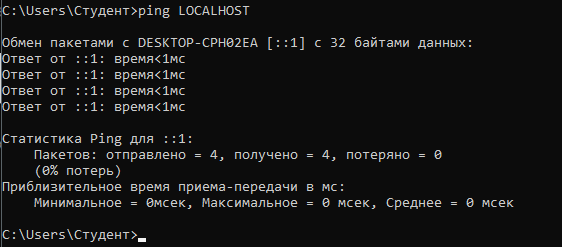 C:\Users\Студент>ping LOCALHOST
Обмен пакетами с DESKTOP-CPH02EA [::1] с 32 байтами данных:
Ответ от ::1: время<1мс
Ответ от ::1: время<1мс
Ответ от ::1: время<1мс
Ответ от ::1: время<1мс
Статистика Ping для ::1:
Пакетов: отправлено = 4, получено = 4, потеряно = 0
(0% потерь)
Приблизительное время приема-передачи в мс:
Минимальное = 0мсек, Максимальное = 0 мсек, Среднее = 0 мсек
C:\Users\Студент>